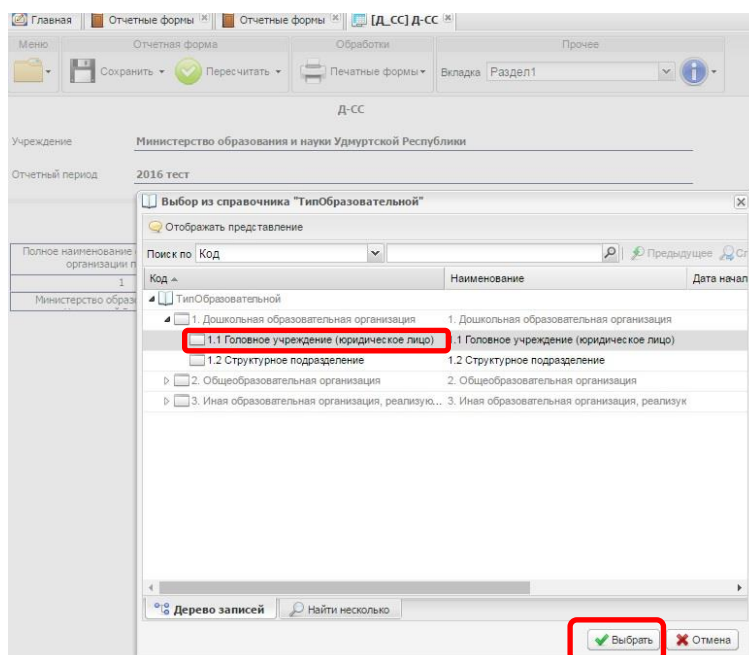 Главная Отчетные формы Отчетные формы [Д_СС] Д-СС
Меню Отчетная форма Обработки Прочее
Сохранить Пересчитать Печатные формы Вкладка Раздел1
Д-СС
Учреждение Министерство образования и науки Удмуртской Республики
Отчетный период 2016 тест
Выбор из справочника "ТипОбразовательной"
Отображать представление
Полное наименование
организации п
Поиск по Код Предыдущее Сл
1
Код Наименование Дата начал
Министерство образ
ТипОбразовательной
1. Дошкольная образовательная организация 1. Дошкольная образовательная организация
1.1 Головное учреждение (юридическое лицо) .1 Головное учреждение (юридическое лицо)
1.2 Структурное подразделение 1.2 Структурное подразделение
2. Общеобразовательная организация 2. Общеобразовательная организация
3. Иная образовательная организация, реализую... 3. Иная образовательная организация, реализук
Дерево записей Найти несколько
Выбрать Отмена